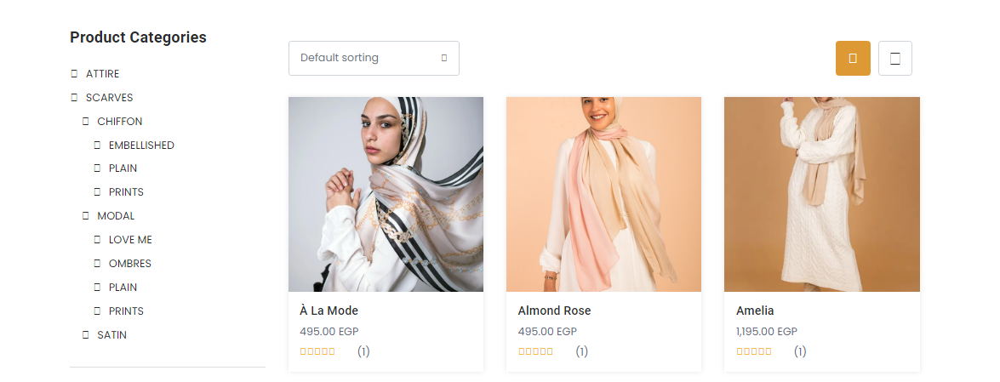 Product Categories
ATTIRE
SCARVES
CHIFFON
EMBELLISHED
PLAIN
PRINTS
MODAL
LOVE ME
OMBRES
PLAIN
PRINTS
SATIN
Default sorting
À La Mode
495.00 EGP
(1)
Almond Rose
495.00 EGP
(1)
Amelia
1,195.00 EGP
(1)